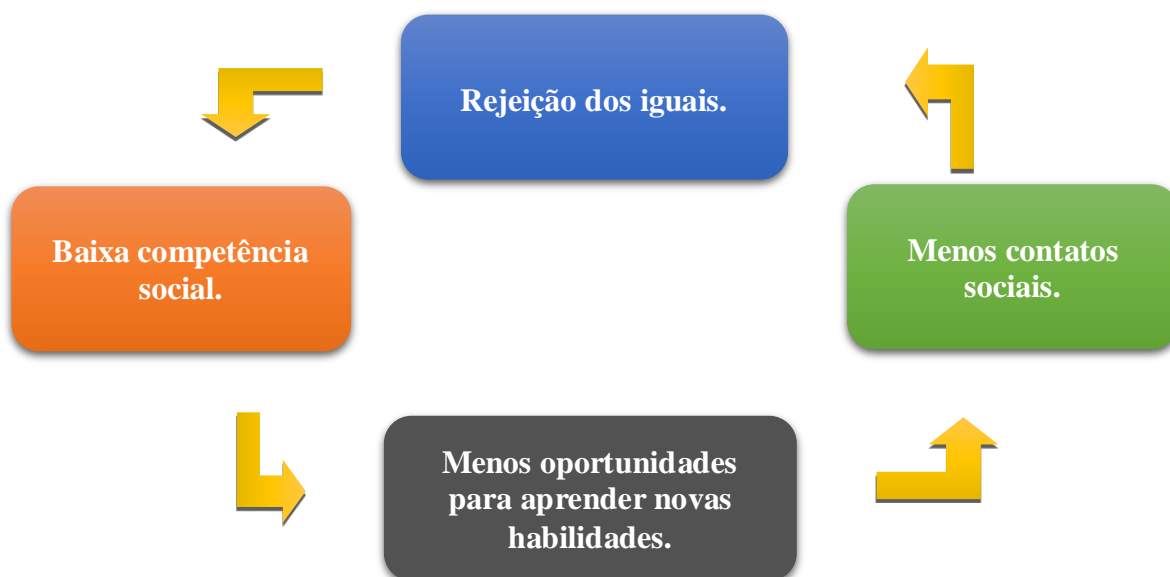 Rejeição dos iguais.
Baixa competência
social.
Menos contatos
sociais.
Menos oportunidades
para aprender novas
habilidades.